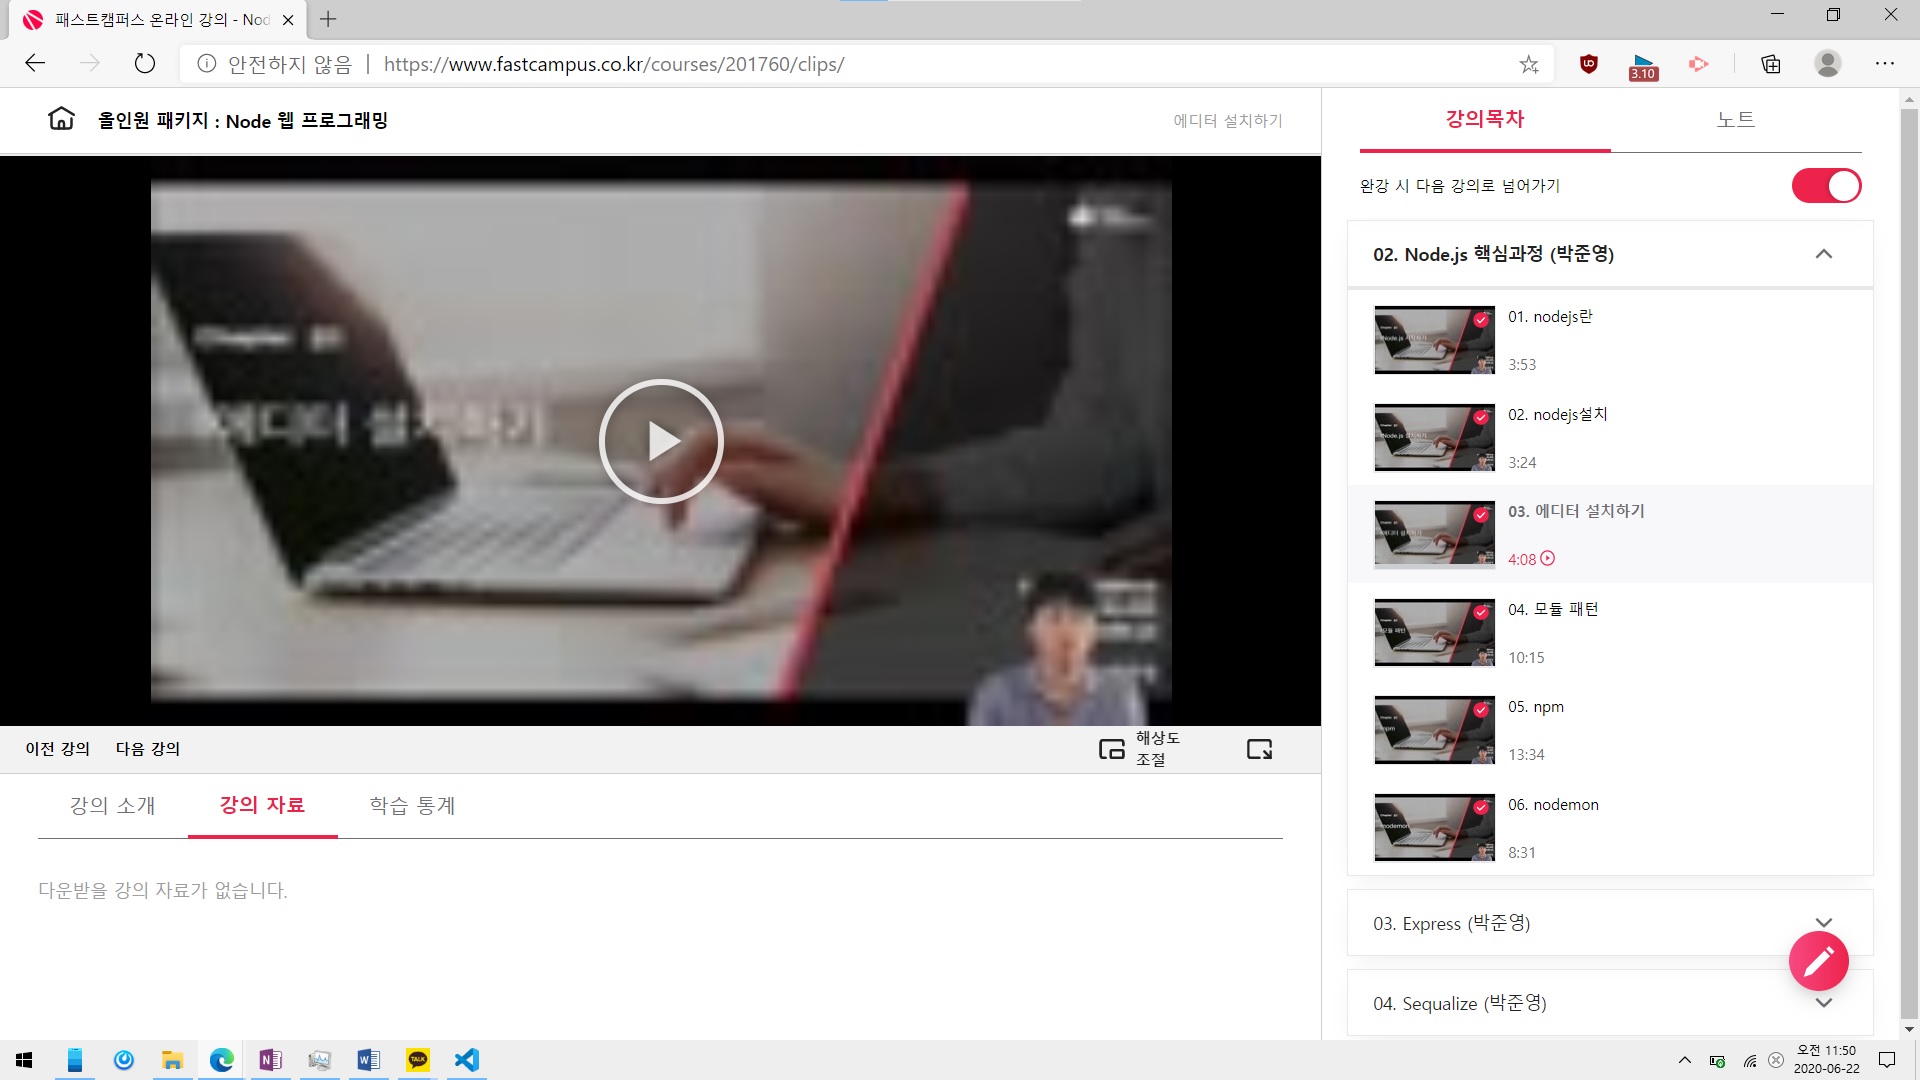 패스트캠퍼스 온라인 강의 - Nod
안전하지 않음 | https://www.fastcampus.co.kr/courses/201760/clips/
3.10
올인원 패키지 : Node 웹 프로그래밍
에디터 설치하기
강의목차
노트
완강 시 다음 강의로 넘어가기
02. Node.js 핵심과정 (박준영)
01. nodejs란
3:53
02. nodejs설치
3:24
03. 에디터 설치하기
4:08
04. 모듈 패턴
10:15
05. npm
13:34
06. nodemon
8:31
03. Express (박준영)
04. Sequalize (박준영)
Chapter 01
에디터 설치하기
이전 강의 다음 강의
해상도
조절
강의 소개 강의 자료 학습 통계
다운받을 강의 자료가 없습니다.
오전 11:50
2020-06-22